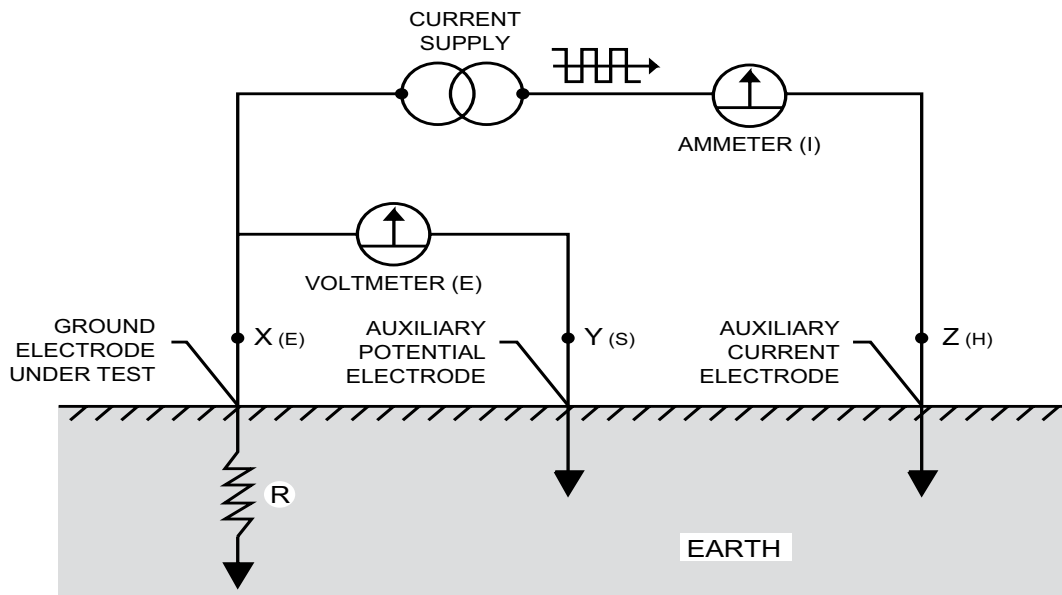 CURRENT
SUPPLY
AMMETER (I)
VOLTMETER (E)
GROUND
ELECTRODE
UNDER TEST
X (E)
AUXILIARY
POTENTIAL
ELECTRODE
Y (S)
AUXILIARY
CURRENT
ELECTRODE
Z (H)
R
EARTH